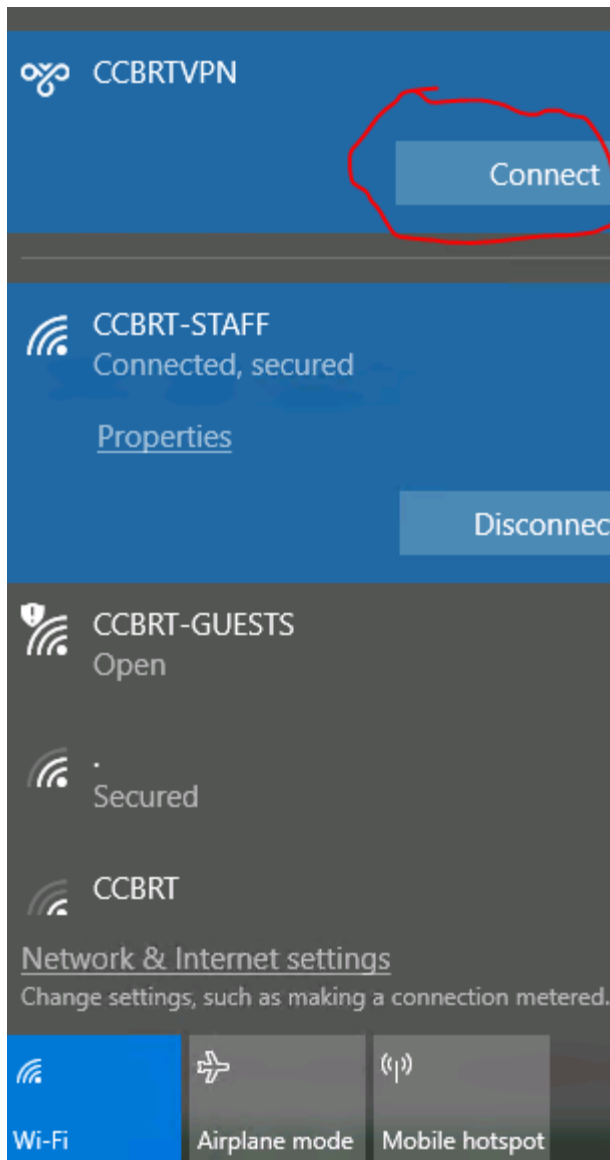 CCBRTVPN
Connect
CCBRT-STAFF
Connected, secured
Properties
Disconnec
CCBRT-GUESTS
Open
.
Secured
CCBRT
Network & Internet settings
Change settings, such as making a connection metered.
Wi-Fi
Airplane mode
Mobile hotspot